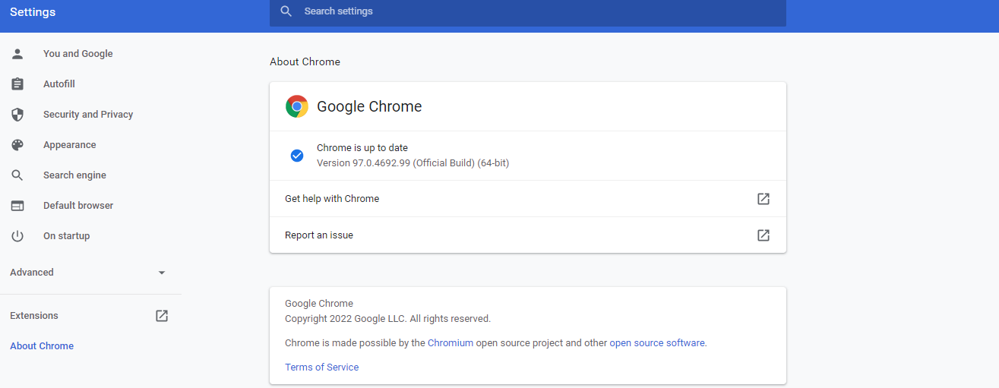 Settings
Search settings
You and Google
Autofill
Security and Privacy
Appearance
Search engine
Default browser
On startup
Advanced
Extensions
About Chrome
About Chrome
Google Chrome
Chrome is up to date
Version 97.0.4692.99 (Official Build) (64-bit)
Get help with Chrome
Report an issue
Google Chrome
Copyright 2022 Google LLC. All rights reserved.
Chrome is made possible by the Chromium open source project and other open source software.
Terms of Service